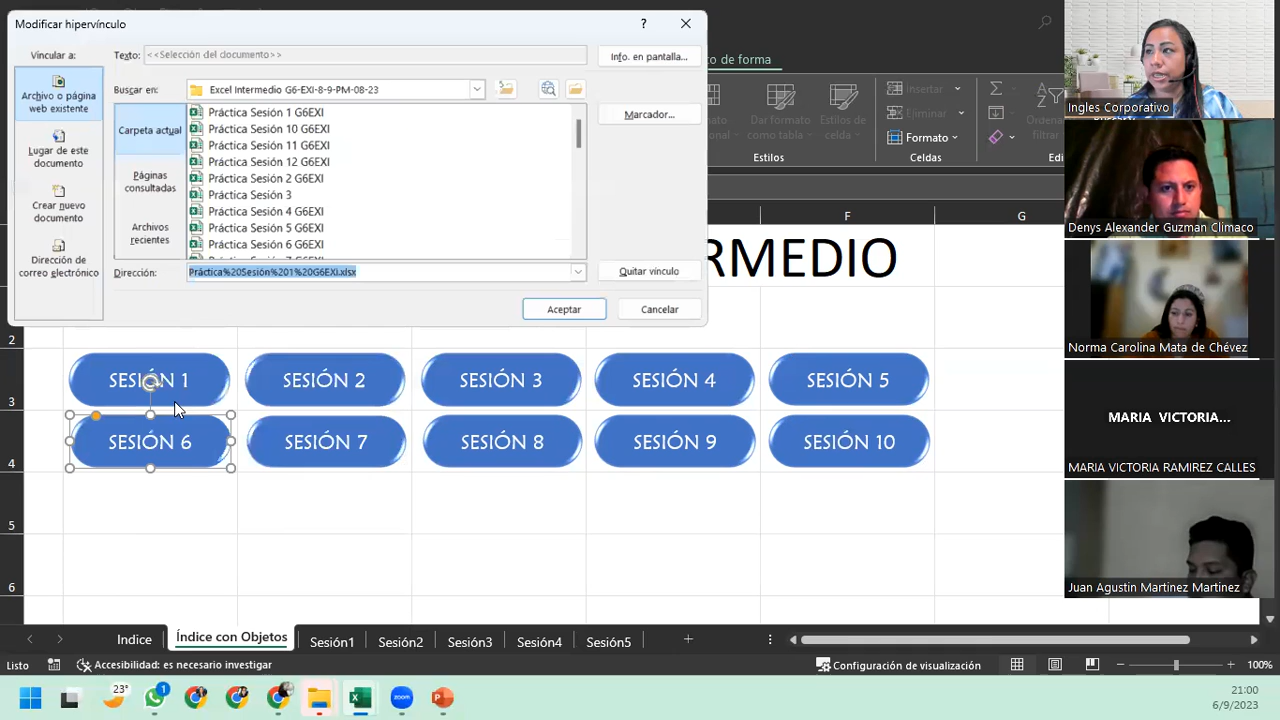 Modificar hipervínculo
?
Vincular a:
Texto: <<Selección del documento>>
Info. en pantalla...
Archivo o página web existente
Buscar en: Excel Intermedio G6-EXI-8-9-PM-08-23
Carpeta actual
Práctica Sesión 1 G6EXI
Práctica Sesión 10 G6EXI
Práctica Sesión 11 G6EXI
Práctica Sesión 12 G6EXI
Práctica Sesión 2 G6EXI
Práctica Sesión 3
Práctica Sesión 4 G6EXI
Práctica Sesión 5 G6EXI
Práctica Sesión 6 G6EXI
Marcador...
Lugar de este documento
Páginas consultadas
Crear nuevo documento
Archivos recientes
Dirección de correo electrónico
Dirección: Práctica%20Sesión%201%20G6EXI.xlsx
Quitar vínculo
Aceptar
Cancelar
to de forma
Formato condicional
Dar formato como tabla
Estilos de celda
Estilos
Insertar
Eliminar
Formato
Celdas
Ordenar
filtrar
F
G
RMEDIO
2
3
4
5
6
SESIÓN 1
SESIÓN 2
SESIÓN 3
SESIÓN 4
SESIÓN 5
SESIÓN 6
SESIÓN 7
SESIÓN 8
SESIÓN 9
SESIÓN 10
Ingles Corporativo
Denys Alexander Guzman Climaco
Norma Carolina Mata de Chévez
MARIA VICTORIA...
MARIA VICTORIA RAMIREZ CALLES
Juan Agustin Martinez Martinez
Indice
Índice con Objetos
Sesión1
Sesión2
Sesión3
Sesión4
Sesión5
Listo
Accesibilidad: es necesario investigar
Configuración de visualización
100%
23°
1
zoom
21:00
6/9/2023